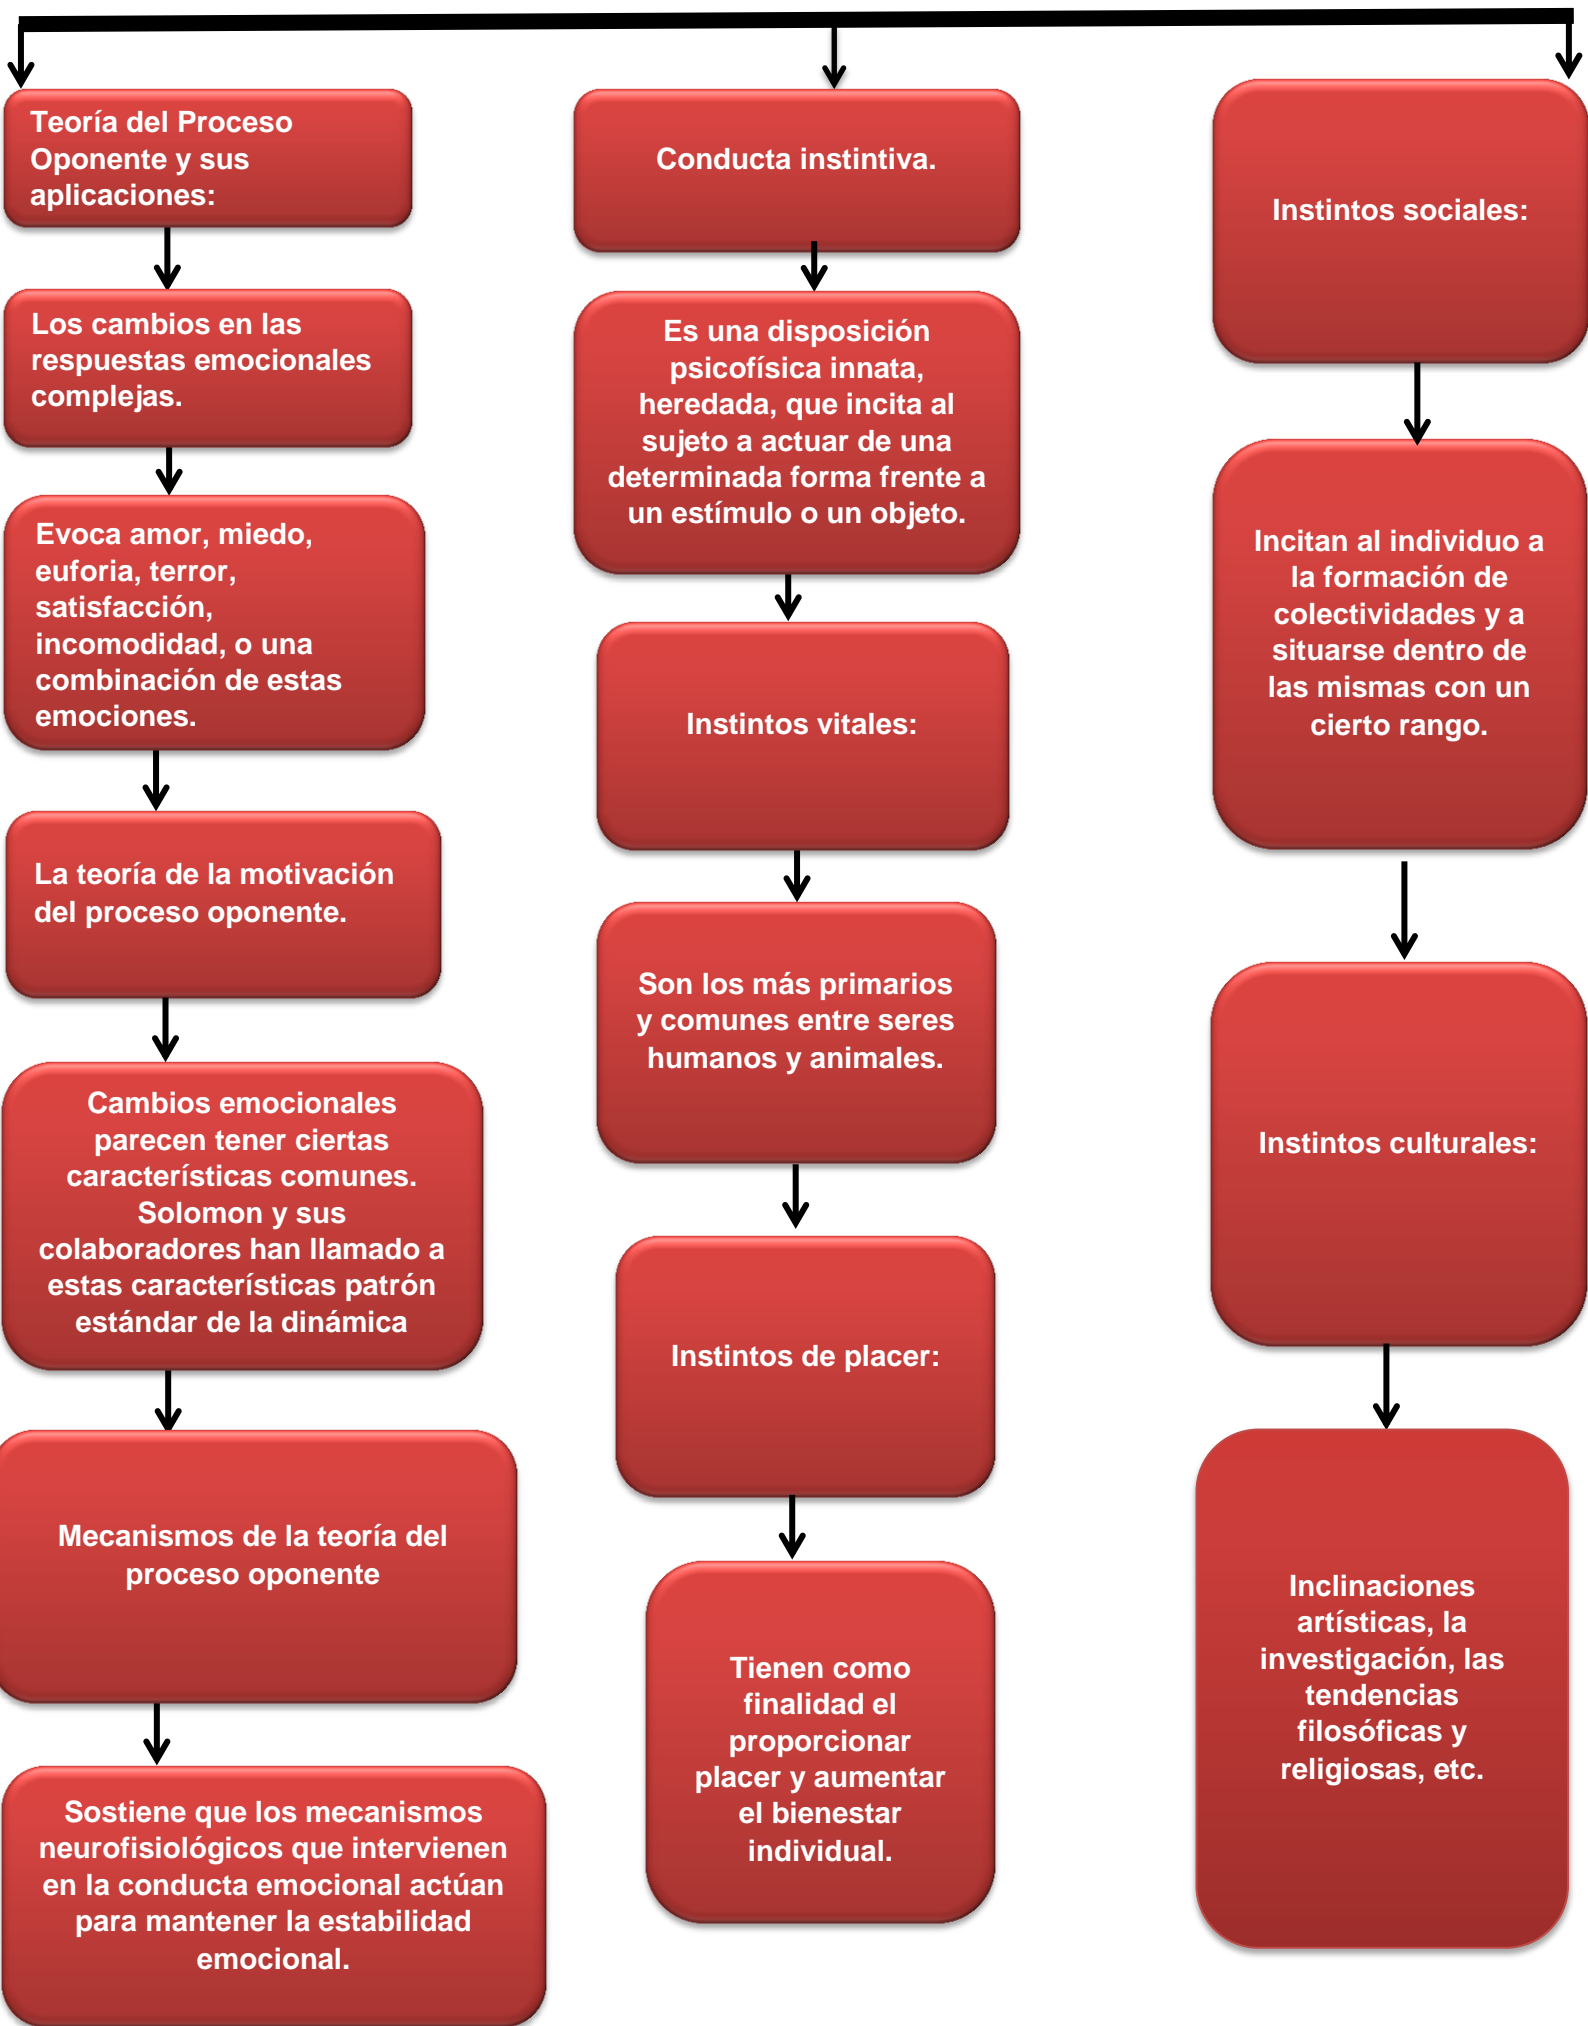 Teoría del Proceso
Oponente y sus
aplicaciones:
Los cambios en las
respuestas emocionales
complejas.
Evoca amor, miedo,
euforia, terror,
satisfacción,
incomodidad, o una
combinación de estas
emociones.
La teoría de la motivación
del proceso oponente.
Cambios emocionales
parecen tener ciertas
características comunes.
Solomon y sus
colaboradores han llamado a
estas características patrón
estándar de la dinámica
Mecanismos de la teoría del
proceso oponente
Sostiene que los mecanismos
neurofisiológicos que intervienen
en la conducta emocional actúan
para mantener la estabilidad
emocional.
Conducta instintiva.
Es una disposición
psicofísica innata,
heredada, que incita al
sujeto a actuar de una
determinada forma frente a
un estímulo o un objeto.
Instintos vitales:
Son los más primarios
y comunes entre seres
humanos y animales.
Instintos de placer:
Tienen como
finalidad el
proporcionar
placer y aumentar
el bienestar
individual.
Instintos sociales:
Incitan al individuo a
la formación de
colectividades y a
situarse dentro de
las mismas con un
cierto rango.
Instintos culturales:
Inclinaciones
artísticas, la
investigación, las
tendencias
filosóficas y
religiosas, etc.